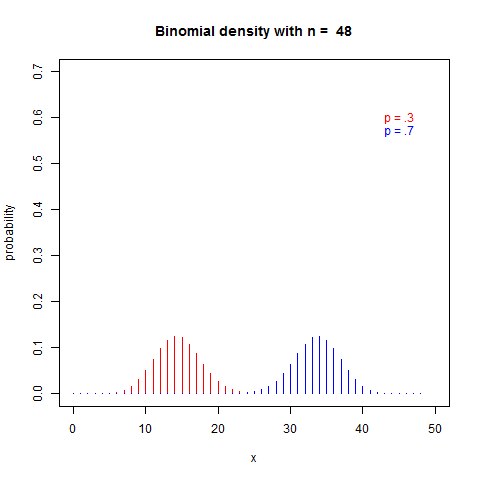 Binomial density with n =  48
0.7
0.6
0.5
0.4
0.3
0.2
0.1
0.0
probability
p = .3
p = .7
0 10 20 30 40 50
x